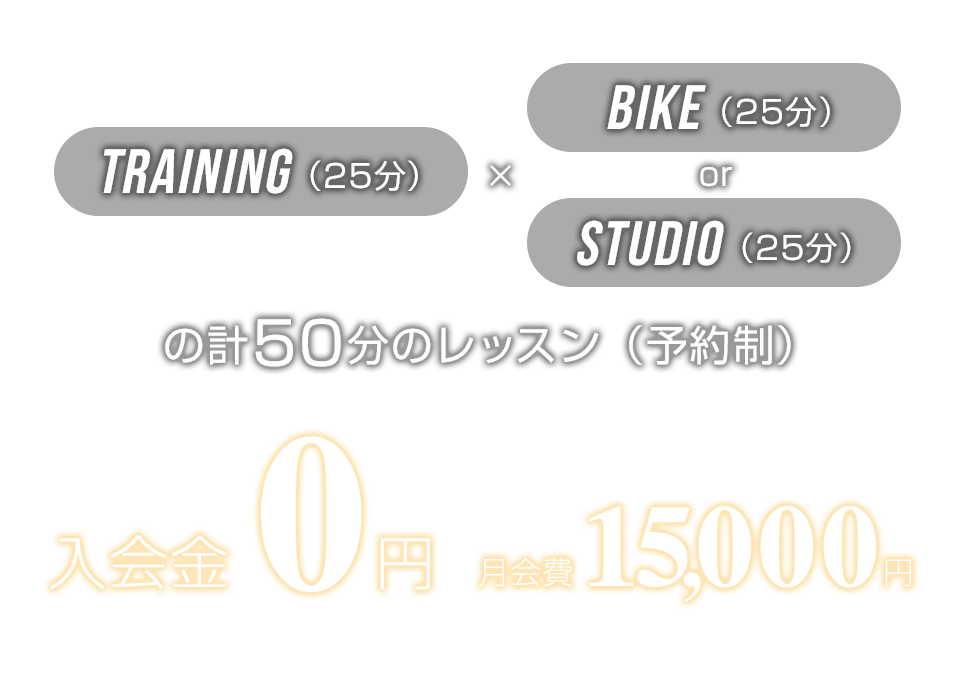 TRAINING（25分）
×
BIKE（25分）
or
STUDIO（25分）
の計50分のレッスン（予約制）
入会金0円 月会費15,000円